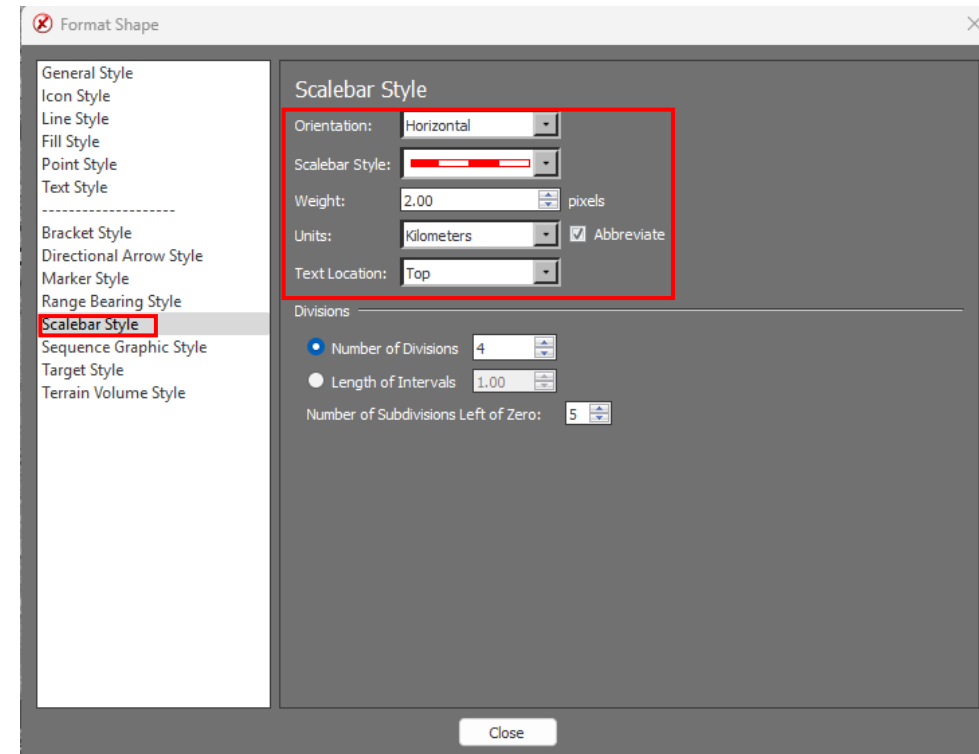 Format Shape
General Style
Icon Style
Line Style
Fill Style
Point Style
Text Style
--------------------
Bracket Style
Directional Arrow Style
Marker Style
Range Bearing Style
Scalebar Style
Sequence Graphic Style
Target Style
Terrain Volume Style
Scalebar Style
Orientation: Horizontal
Scalebar Style:
Weight: 2.00 pixels
Units: Kilometers Abbreviate
Text Location: Top
Divisions
Number of Divisions 4
Length of Intervals 1.00
Number of Subdivisions Left of Zero: 5
Close